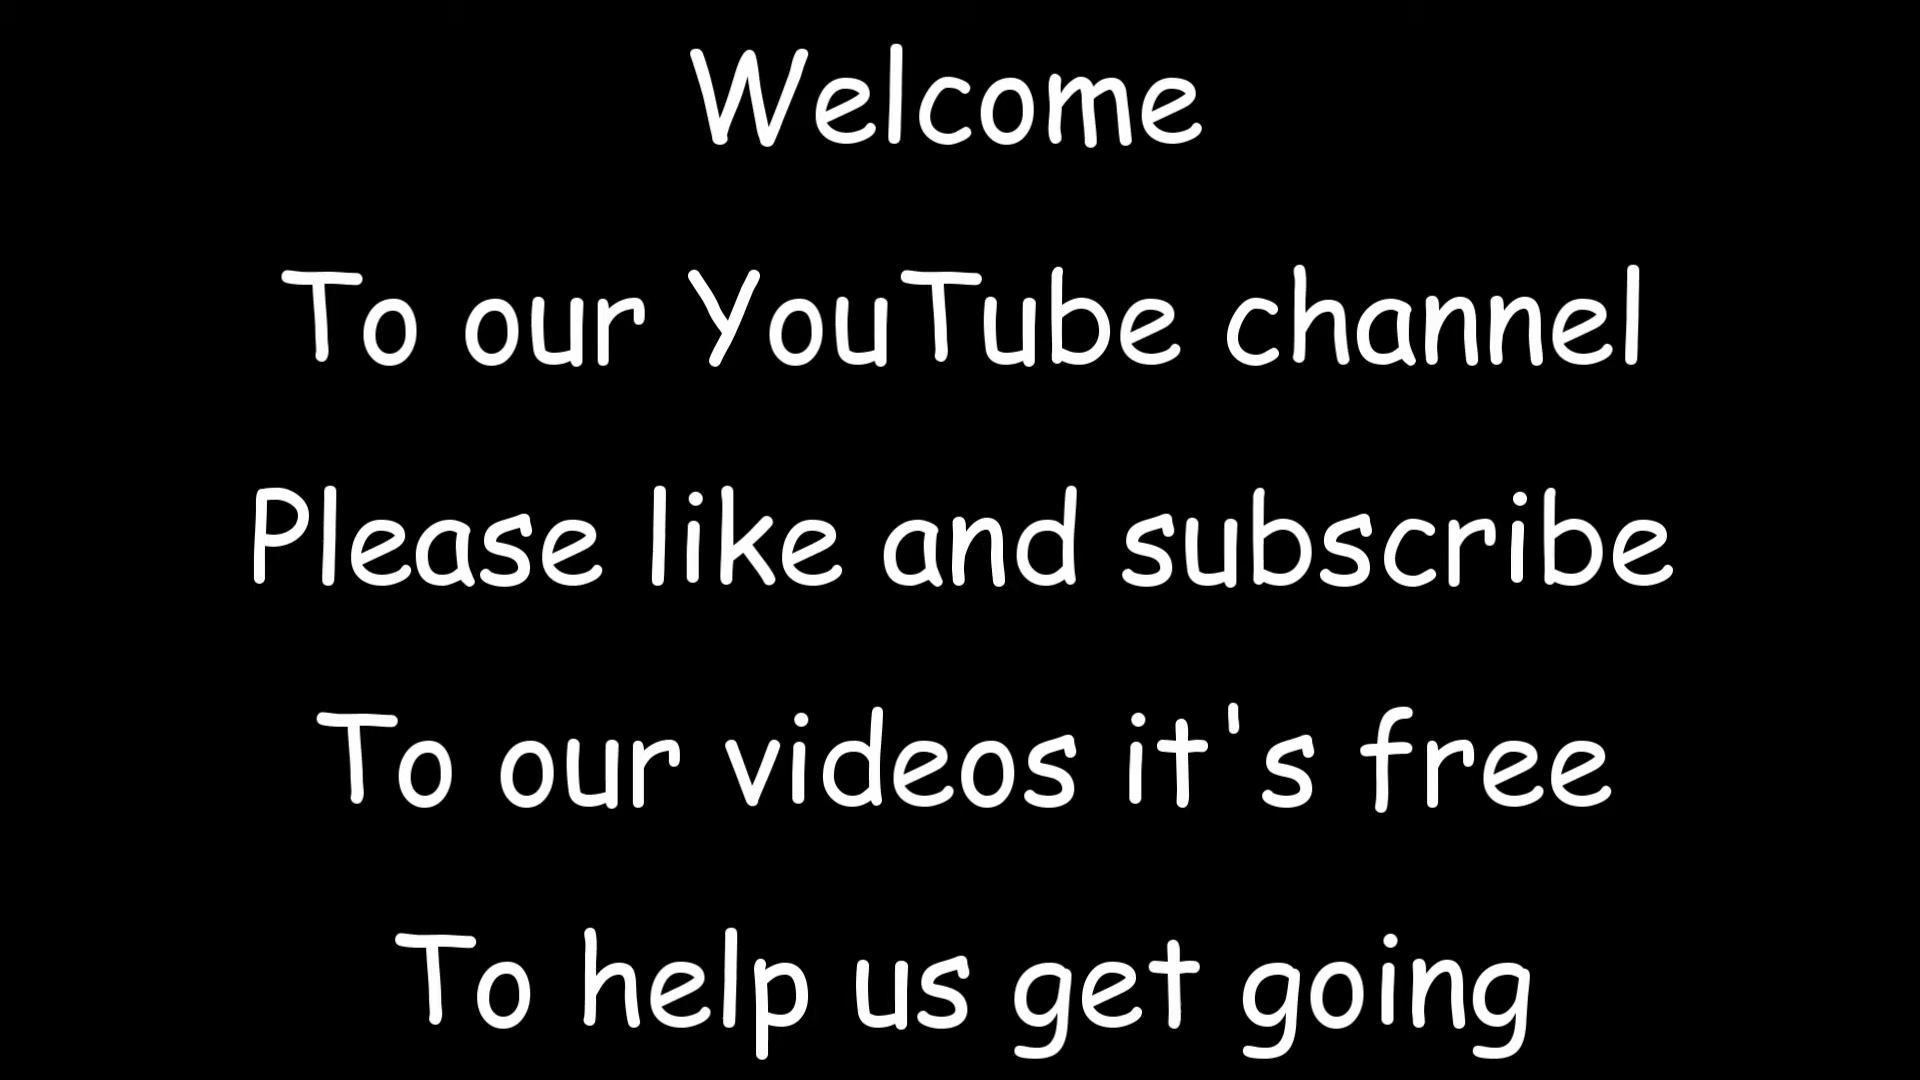 Welcome
To our YouTube channel
Please like and subscribe
To our videos it's free
To help us get going